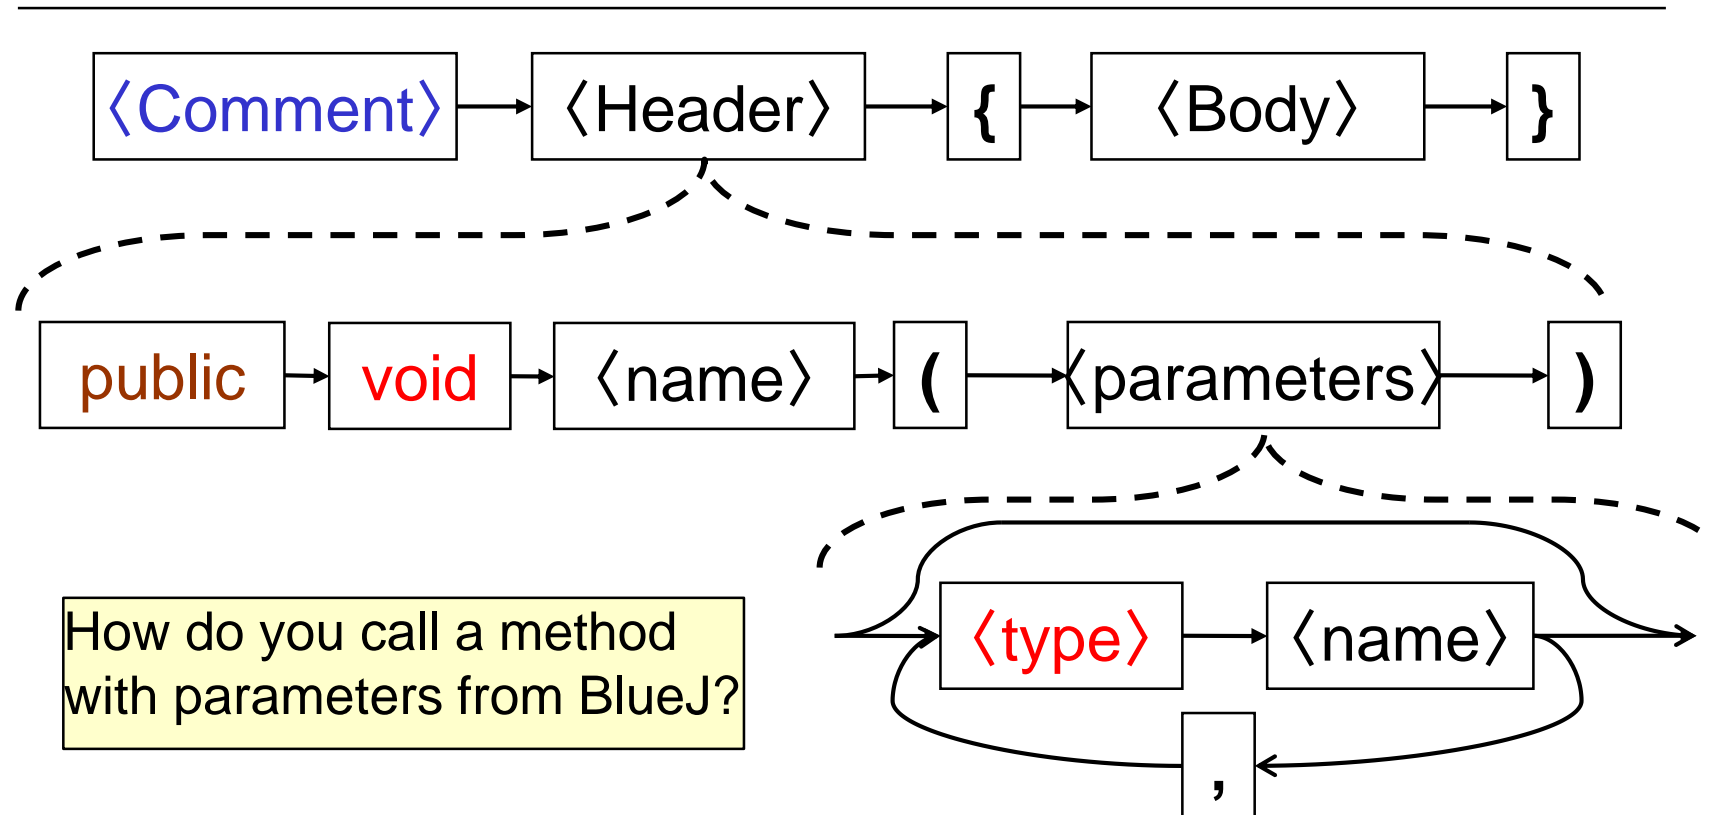 〈Comment〉 〈Header〉 { 〈Body〉 }
public void 〈name〉 ( 〈parameters〉 )
〈type〉 〈name〉
,
How do you call a method
with parameters from BlueJ?